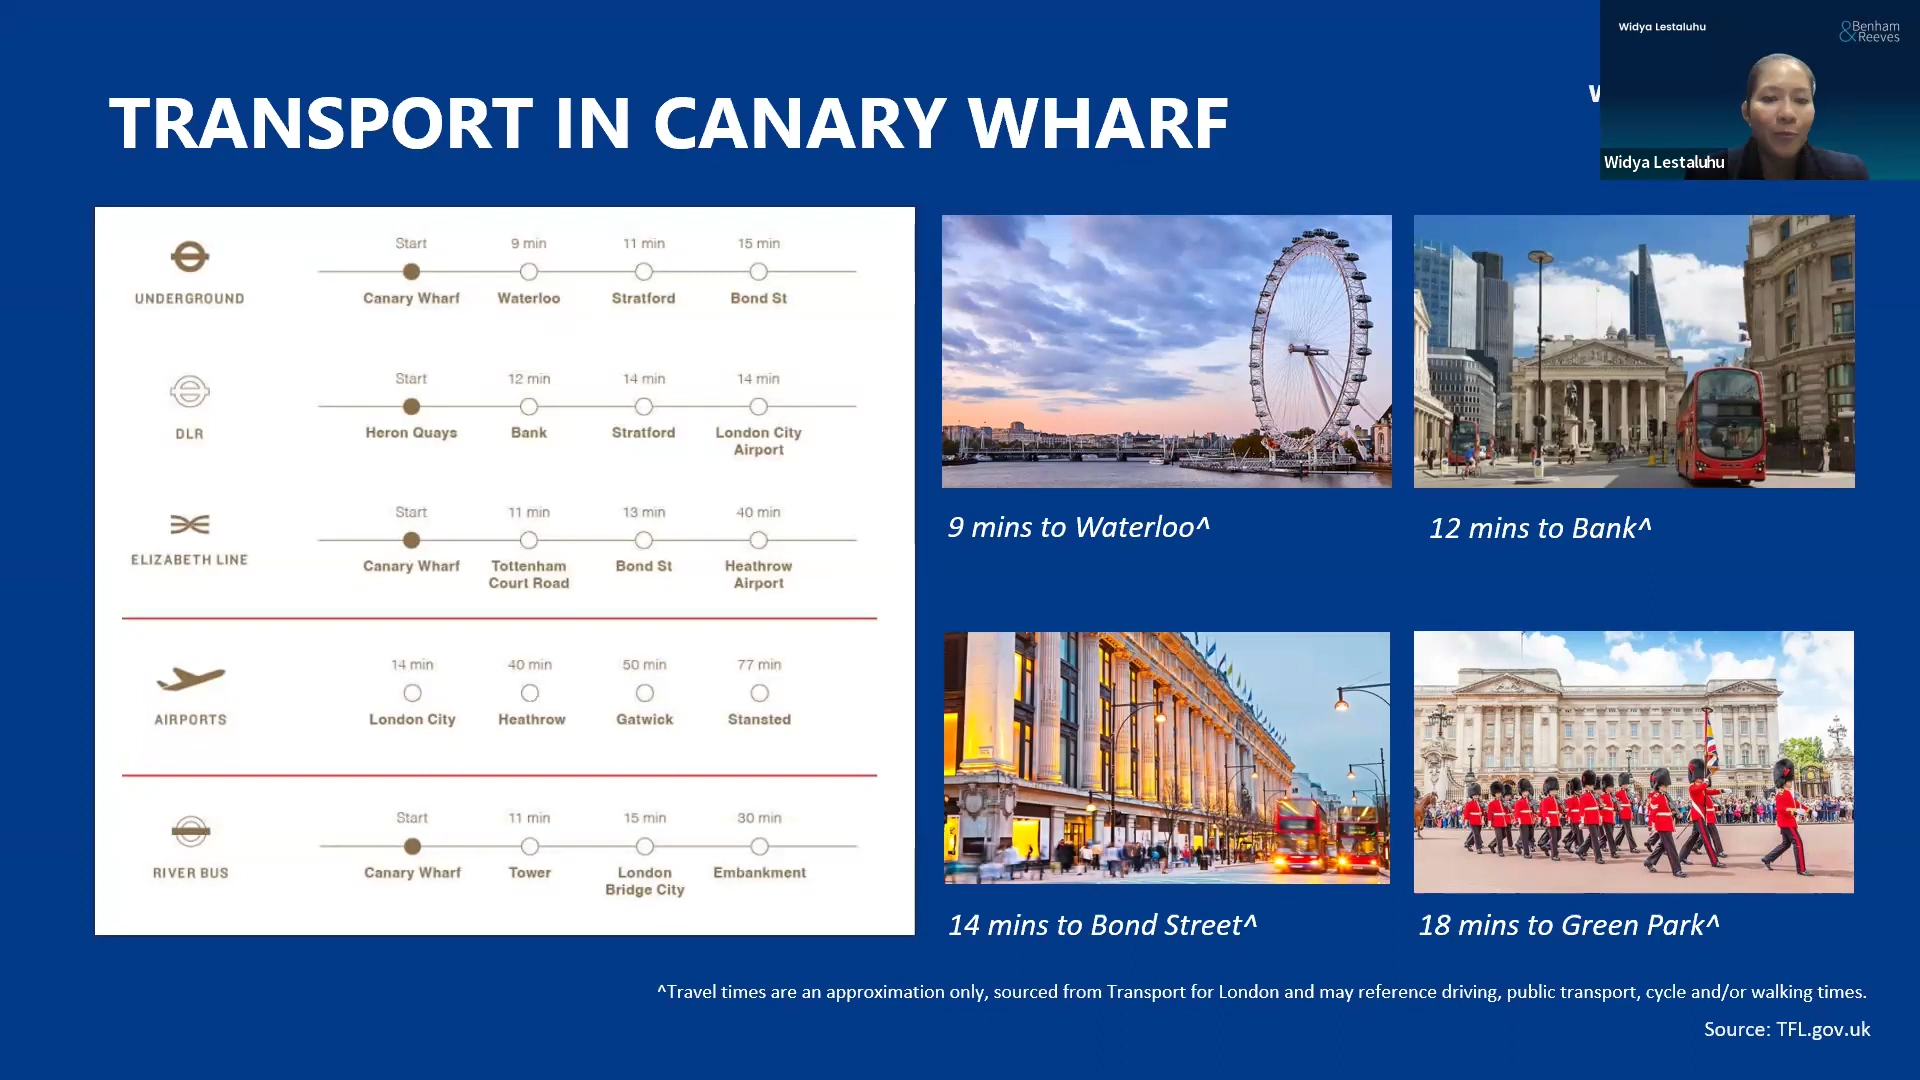 Widya Lestaluhu
&Benham
Reeves
Widya Lestaluhu
TRANSPORT IN CANARY WHARF
UNDERGROUND
Start 9 min 11 min 15 min
Canary Wharf Waterloo Stratford Bond St
DLR
Start 12 min 14 min 14 min
Heron Quays Bank Stratford London City
Airport
ELIZABETH LINE
Start 11 min 13 min 40 min
Canary Wharf Tottenham Bond St Heathrow
Court Road Airport
AIRPORTS
14 min 40 min 50 min 77 min
London City Heathrow Gatwick Stansted
RIVER BUS
Start 11 min 15 min 30 min
Canary Wharf Tower London Embankment
Bridge City
9 mins to Waterloo^
12 mins to Bank^
14 mins to Bond Street^
18 mins to Green Park^
^Travel times are an approximation only, sourced from Transport for London and may reference driving, public transport, cycle and/or walking times.
Source: TFL.gov.uk